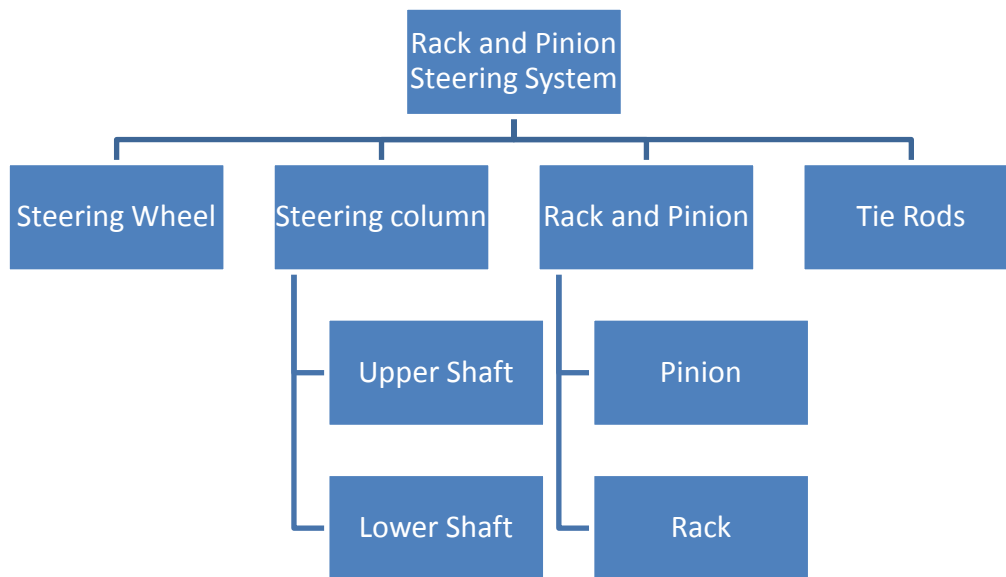 Rack and Pinion
Steering System
Steering Wheel
Steering column
Rack and Pinion
Tie Rods
Upper Shaft
Pinion
Lower Shaft
Rack